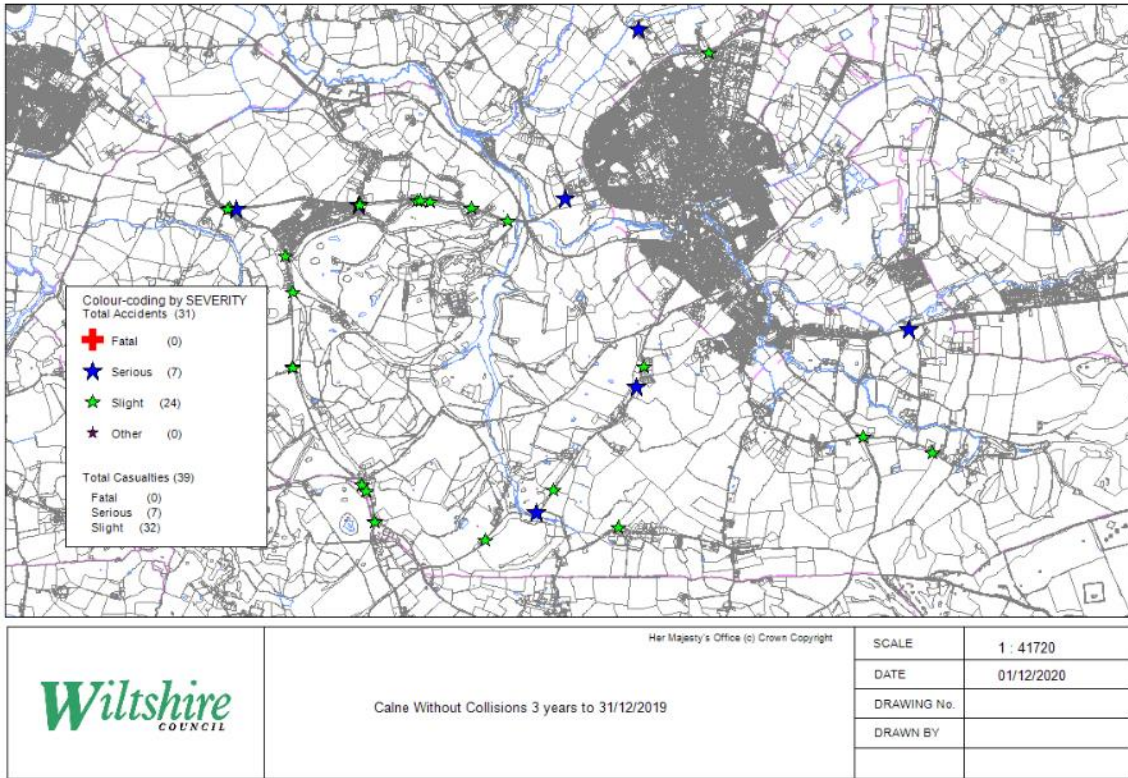 Colour-coding by SEVERITY
Total Accidents (31)
Fatal (0)
Serious (7)
Slight (24)
Other (0)
Total Casualties (39)
Fatal (0)
Serious (7)
Slight (32)
Wiltshire
COUNCIL
Her Majesty's Office (c) Crown Copyright
Calne Without Collisions 3 years to 31/12/2019
SCALE 1 : 41720
DATE 01/12/2020
DRAWING No.
DRAWN BY